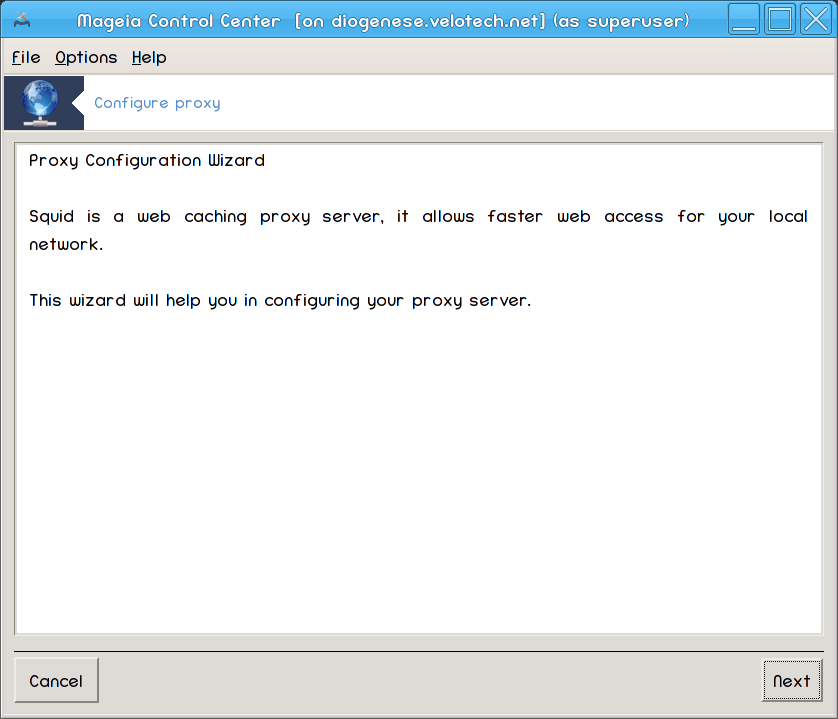 Mageia Control Center [on diogenese.velotech.net] (as superuser)
File Options Help
Configure proxy
Proxy Configuration Wizard
Squid is a web caching proxy server, it allows faster web access for your local
network.
This wizard will help you in configuring your proxy server.
Cancel Next